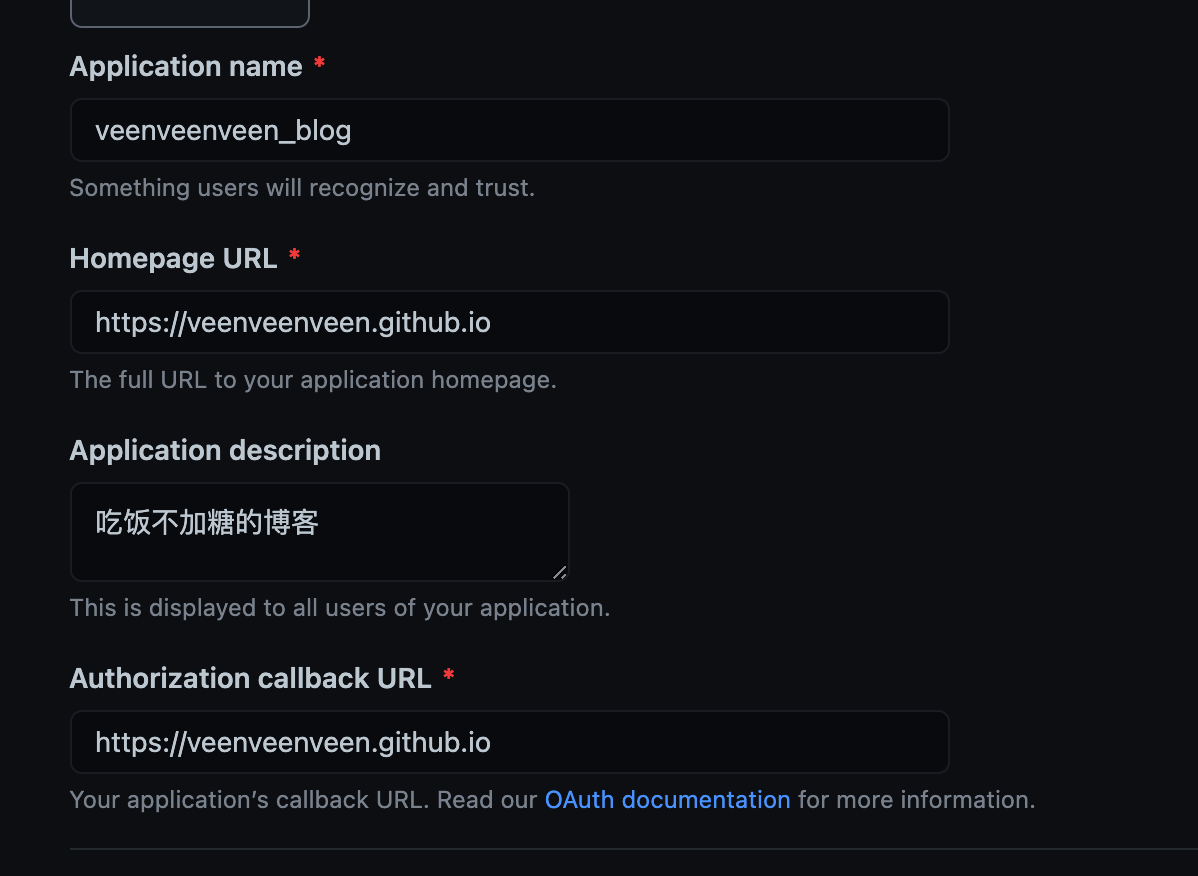 Application name *
veenveenveen_blog
Something users will recognize and trust.
Homepage URL *
https://veenveenveen.github.io
The full URL to your application homepage.
Application description
吃饭不加糖的博客
This is displayed to all users of your application.
Authorization callback URL *
https://veenveenveen.github.io
Your application’s callback URL. Read our OAuth documentation for more information.